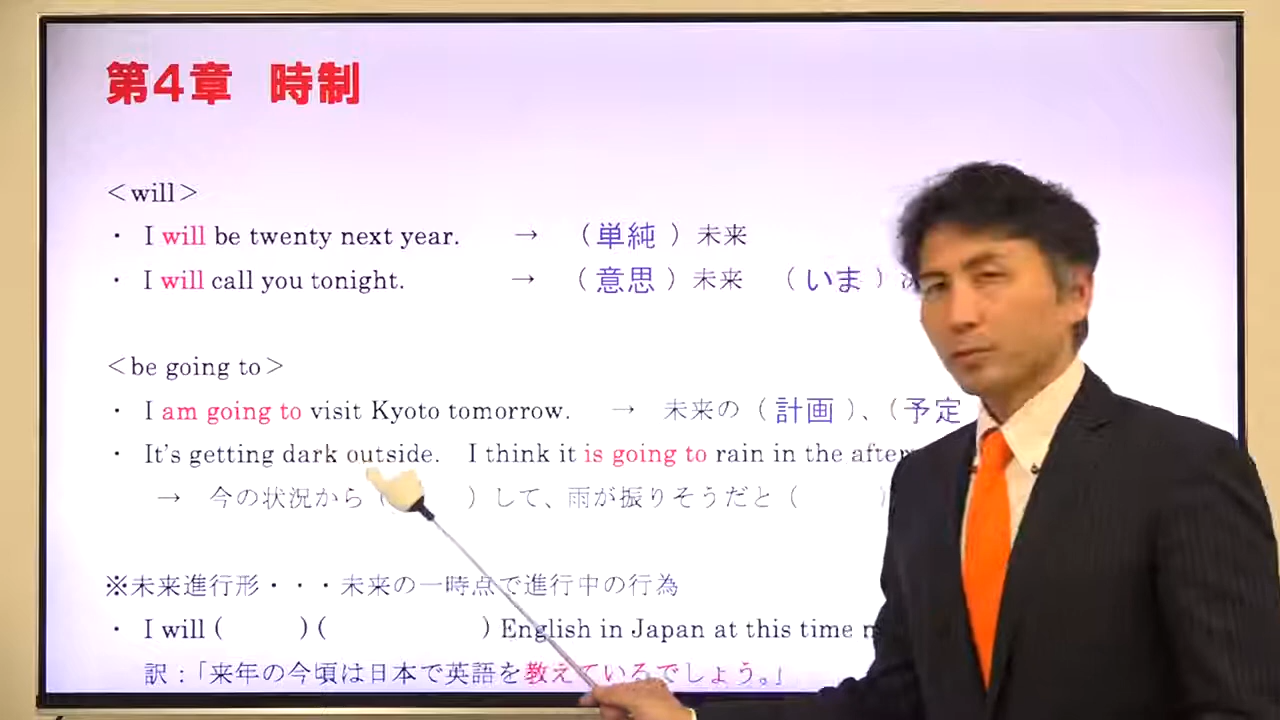 第4章 時制
＜will＞
・ I will be twenty next year. → （単純）未来
・ I will call you tonight. → （意思）未来 （いま）
＜be going to＞
・ I am going to visit Kyoto tomorrow. → 未来の（計画）、（予定
・ It's getting dark outside. I think it is going to rain in the after
→ 今の状況から（ ）して、雨が振りそうだと（ ）
※未来進行形・・・未来の一時点で進行中の行為
・ I will ( ) ( ) English in Japan at this time
訳：「来年の今頃は日本で英語を教えているでしょう。」